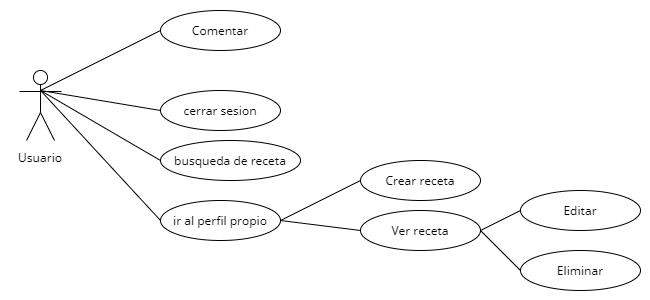 Comentar
cerrar sesion
Usuario
busqueda de receta
Crear receta
ir al perfil propio
Ver receta
Editar
Eliminar